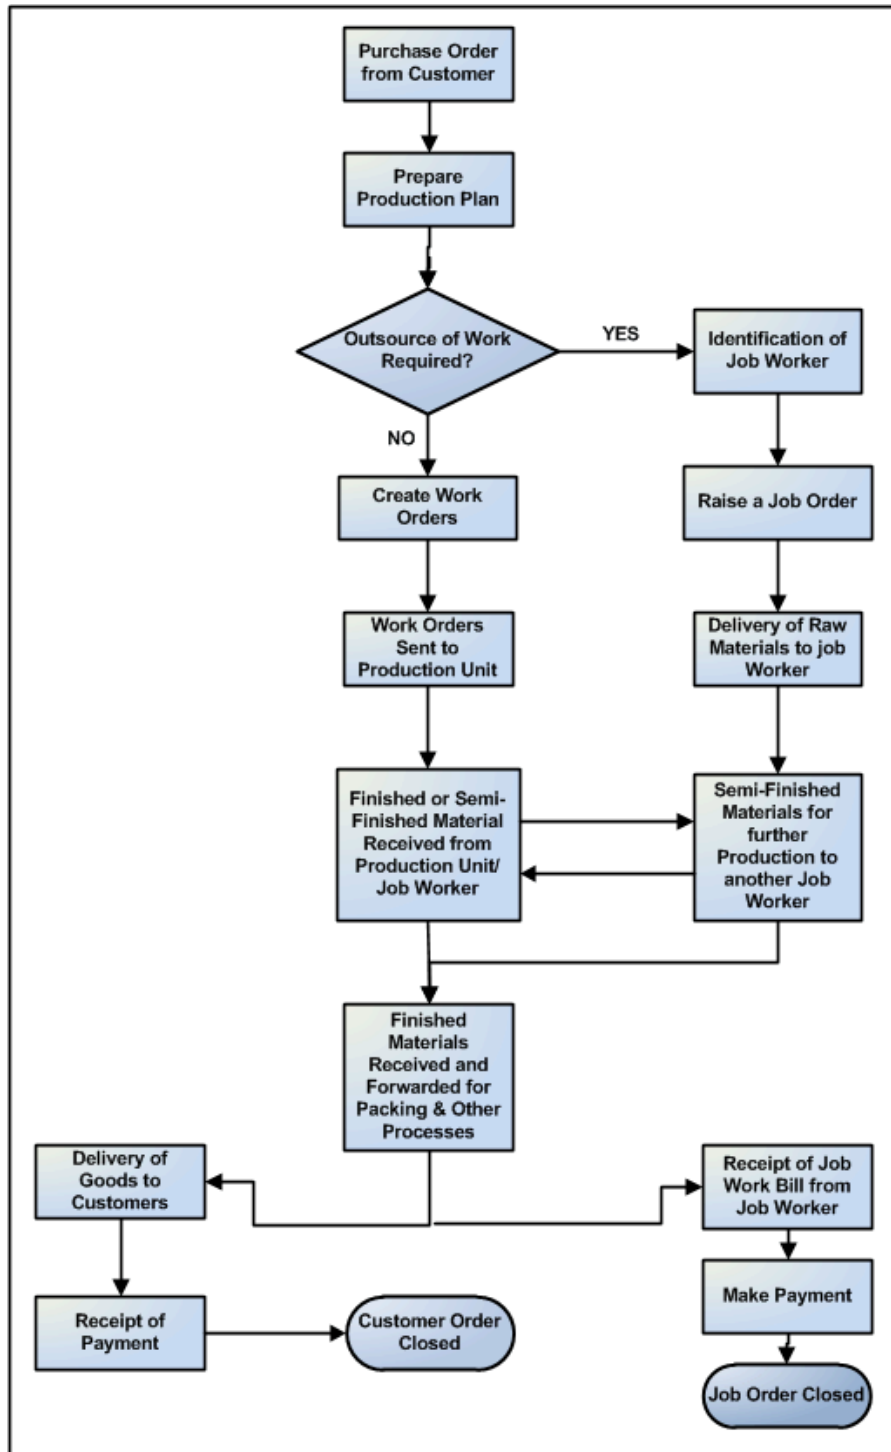 Purchase Order
from Customer
Prepare
Production Plan
Outsource of Work
Required?
YES
Identification of
Job Worker
NO
Create Work
Orders
Raise a Job Order
Work Orders
Sent to
Production Unit
Delivery of Raw
Materials to job
Worker
Finished or Semi-
Finished Material
Received from
Production Unit/
Job Worker
Semi-Finished
Materials for
further
Production to
another Job
Worker
Finished
Materials
Received and
Forwarded for
Packing & Other
Processes
Delivery of
Goods to
Customers
Receipt of Job
Work Bill from
Job Worker
Receipt of
Payment
Customer Order
Closed
Make Payment
Job Order Closed